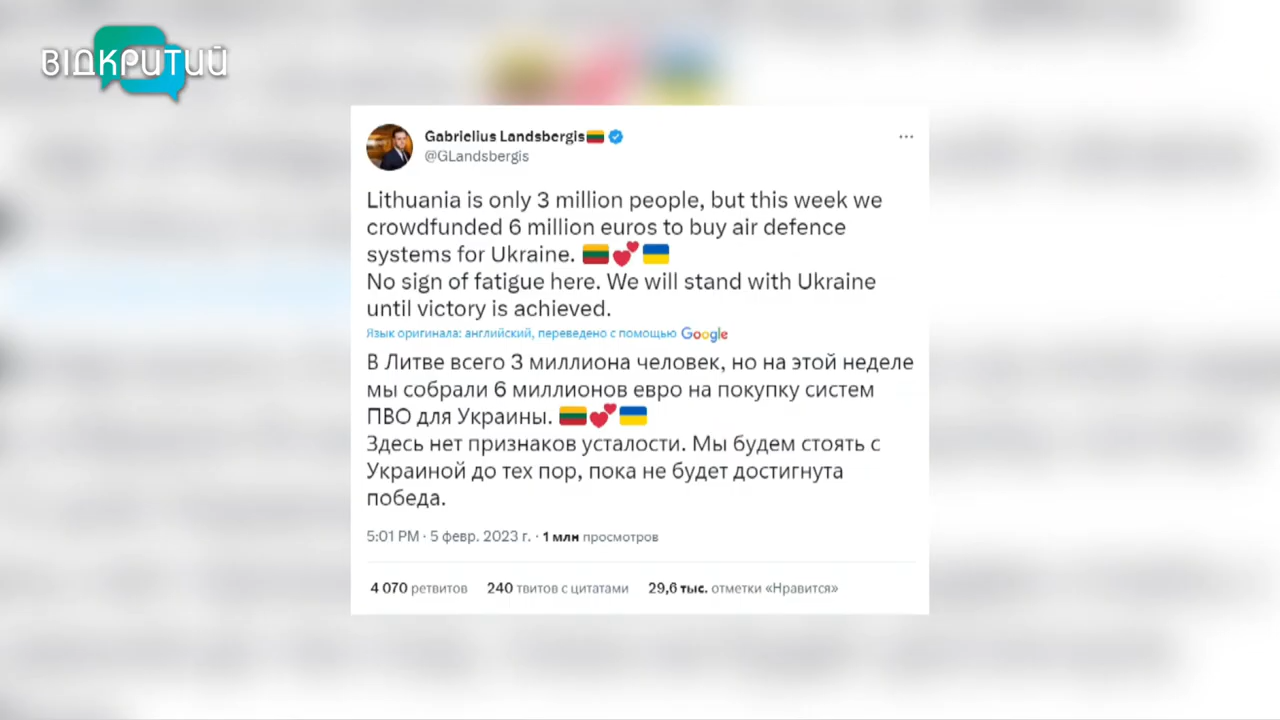 ВІДКРИТИЙ
Gabrielius Landsbergis🇱🇹
@GLandsbergis
Lithuania is only 3 million people, but this week we
crowdfunded 6 million euros to buy air defence
systems for Ukraine. 🇱🇹💕🇺🇦
No sign of fatigue here. We will stand with Ukraine
until victory is achieved.
Язык оригинала: английский, переведено с помощью Google
В Литве всего 3 миллиона человек, но на этой неделе
мы собрали 6 миллионов евро на покупку систем
ПВО для Украины. 🇱🇹💕🇺🇦
Здесь нет признаков усталости. Мы будем стоять с
Украиной до тех пор, пока не будет достигнута
победа.
5:01 PM · 5 февр. 2023 г. · 1 млн просмотров
4 070 ретвитов 240 твитов с цитатами 29,6 тыс. отметки «Нравится»